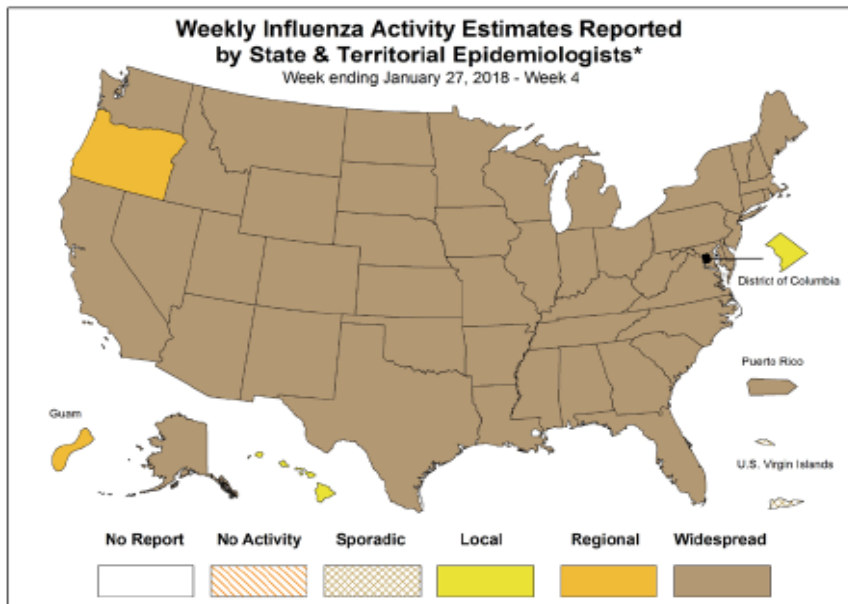 Weekly Influenza Activity Estimates Reported
by State & Territorial Epidemiologists*
Week ending January 27, 2018 - Week 4
District of Columbia
Puerto Rico
Guam
U.S. Virgin Islands
No Report No Activity Sporadic Local Regional Widespread